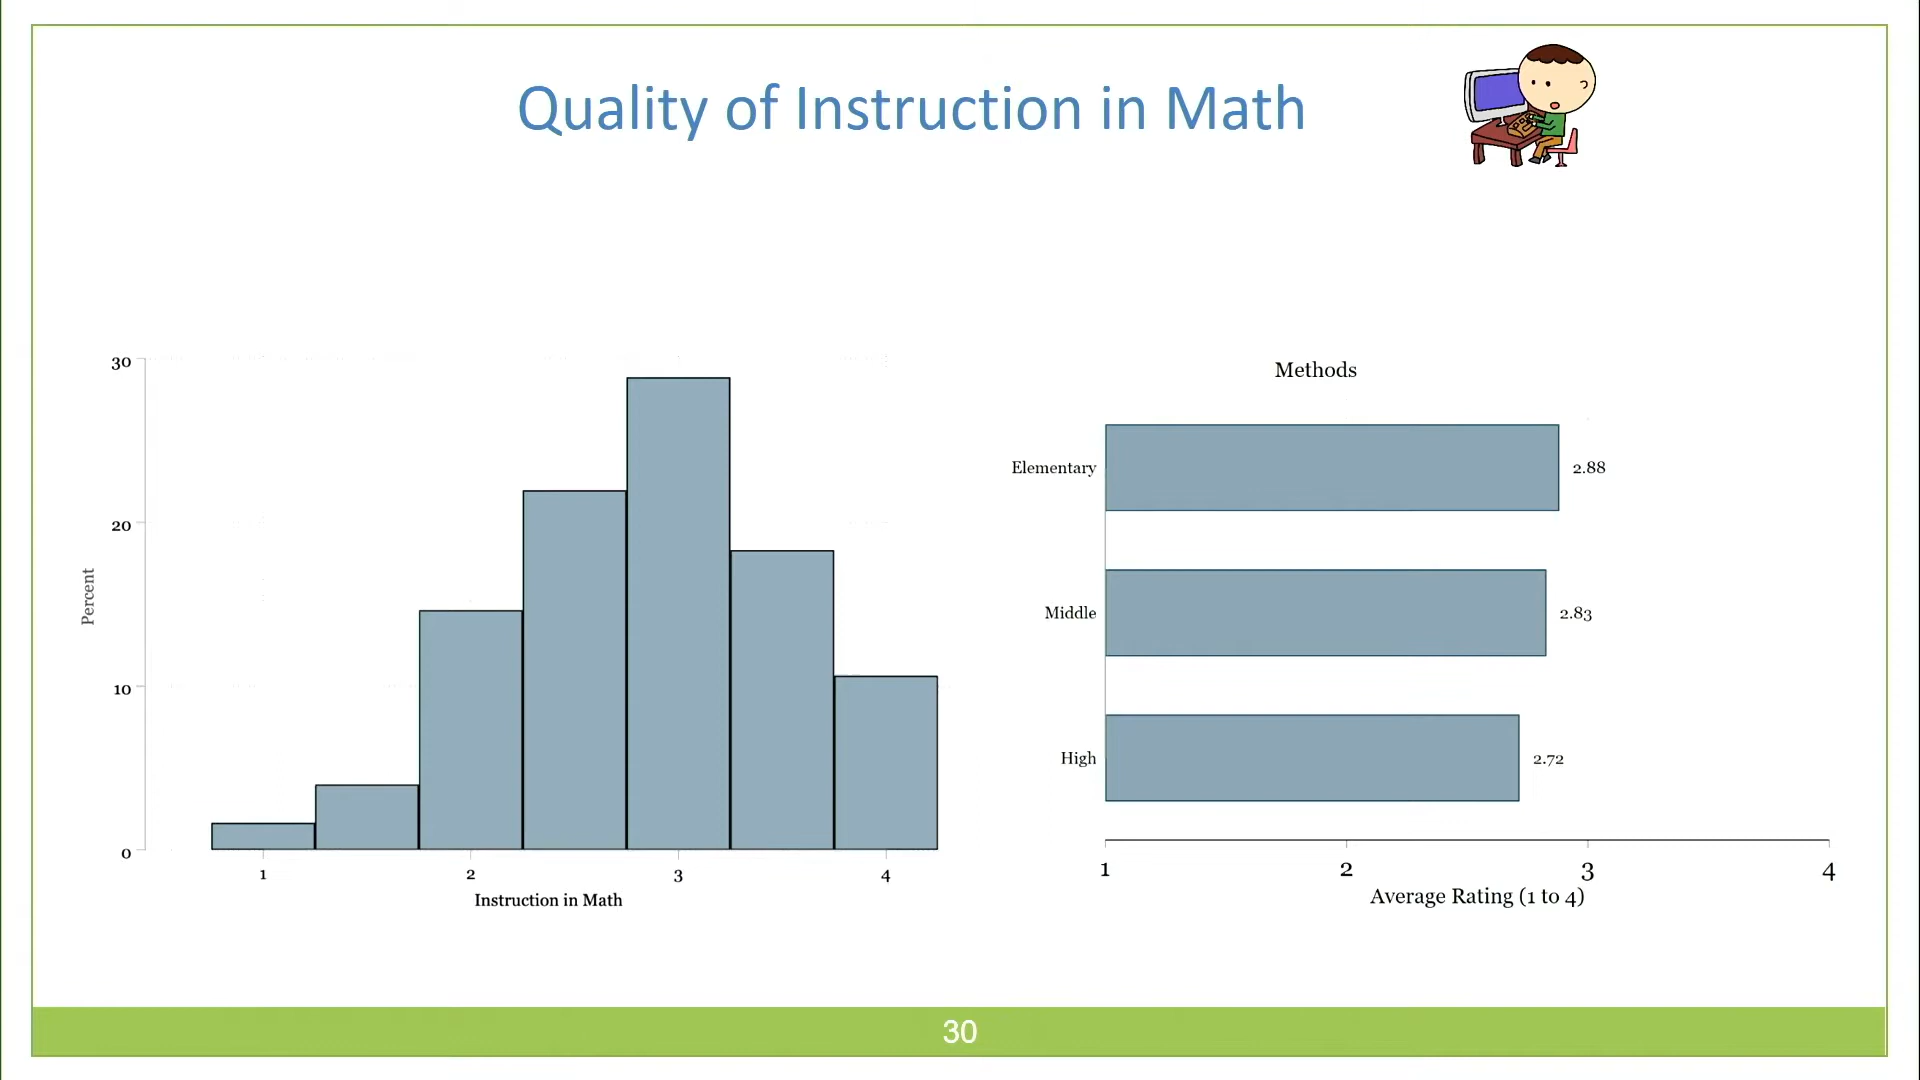 Quality of Instruction in Math
30
20
10
0
Percent
1 2 3 4
Instruction in Math
Methods
Elementary 2.88
Middle 2.83
High 2.72
1 2 3 4
Average Rating (1 to 4)
30